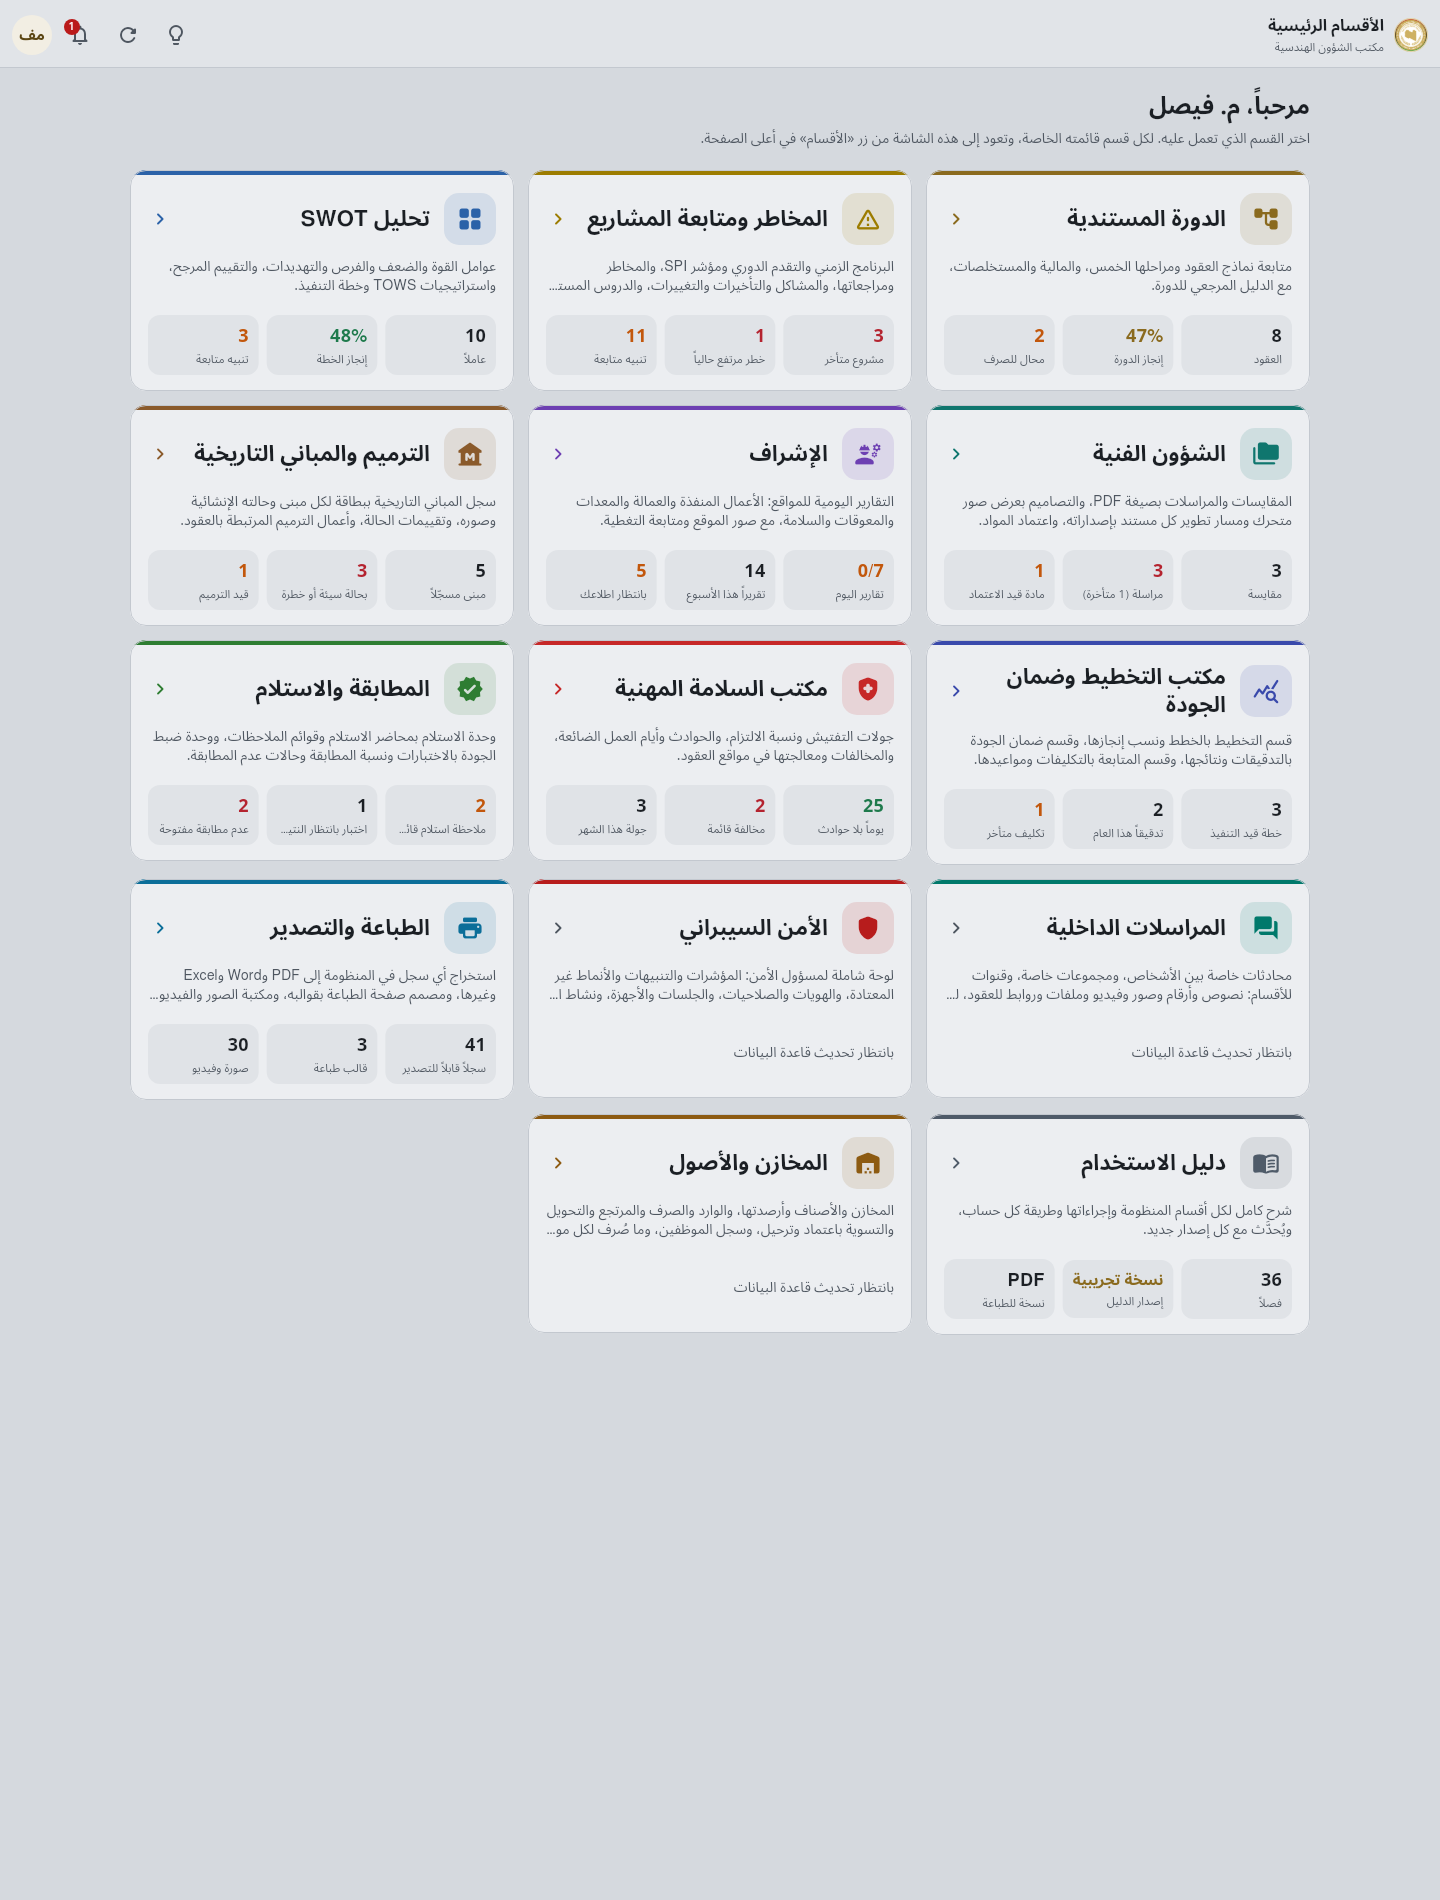 الأقسام الرئيسية
مكتب الشؤون الهندسية
1
مف
مرحباً، م. فيصل
اختر القسم الذي تعمل عليه. لكل قسم قائمته الخاصة، وتعود إلى هذه الشاشة من زر «الأقسام» في أعلى الصفحة.
الدورة المستندية
متابعة نماذج العقود ومراحلها الخمس، والمالية والمستخلصات،
مع الدليل المرجعي للدورة.
8
العقود
47%
إنجاز الدورة
2
محال للصرف
المخاطر ومتابعة المشاريع
البرنامج الزمني والتقدم الدوري ومؤشر SPI، والمخاطر
ومراجعاتها، والمشاكل والتأخيرات والتغييرات، والدروس المست...
3
مشروع متأخر
1
خطر مرتفع حالياً
11
تنبيه متابعة
تحليل SWOT
عوامل القوة والضعف والفرص والتهديدات، والتقييم المرجح،
واستراتيجيات TOWS وخطة التنفيذ.
10
عاملاً
48%
إنجاز الخطة
3
تنبيه متابعة
الشؤون الفنية
المقايسات والمراسلات بصيغة PDF، والتصاميم بعرض صور
متحرك ومسار تطوير كل مستند بإصداراته، واعتماد المواد.
3
مقايسة
3
مراسلة (1 متأخرة)
1
مادة قيد الاعتماد
الإشراف
التقارير اليومية للمواقع: الأعمال المنفذة والعمالة والمعدات
والمعوقات والسلامة، مع صور الموقع ومتابعة التغطية.
0/7
تقارير اليوم
14
تقريراً هذا الأسبوع
5
بانتظار اطلاعك
الترميم والمباني التاريخية
سجل المباني التاريخية ببطاقة لكل مبنى وحالته الإنشائية
وصوره، وتقييمات الحالة، وأعمال الترميم المرتبطة بالعقود.
5
مبنى مسجّلاً
3
بحالة سيئة أو خطرة
1
قيد الترميم
مكتب التخطيط وضمان
الجودة
قسم التخطيط بالخطط ونسب إنجازها، وقسم ضمان الجودة
بالتدقيقات ونتائجها، وقسم المتابعة بالتكليفات ومواعيدها.
3
خطة قيد التنفيذ
2
تدقيقاً هذا العام
1
تكليف متأخر
مكتب السلامة المهنية
جولات التفتيش ونسبة الالتزام، والحوادث وأيام العمل الضائعة،
والمخالفات ومعالجتها في مواقع العقود.
25
يوماً بلا حوادث
2
مخالفة قائمة
3
جولة هذا الشهر
المطابقة والاستلام
وحدة الاستلام بمحاضر الاستلام وقوائم الملاحظات، ووحدة ضبط
الجودة بالاختبارات ونسبة المطابقة وحالات عدم المطابقة.
2
ملاحظة استلام قائ...
1
اختبار بانتظار النتي...
2
عدم مطابقة مفتوحة
المراسلات الداخلية
محادثات خاصة بين الأشخاص، ومجموعات خاصة، وقنوات
للأقسام: نصوص وأرقام وصور وفيديو وملفات وروابط للعقود، ل...
بانتظار تحديث قاعدة البيانات
الأمن السيبراني
لوحة شاملة لمسؤول الأمن: المؤشرات والتنبيهات والأنماط غير
المعتادة، والهويات والصلاحيات، والجلسات والأجهزة، ونشاط ا...
بانتظار تحديث قاعدة البيانات
الطباعة والتصدير
استخراج أي سجل في المنظومة إلى PDF وWord وExcel
وغيرها، ومصمم صفحة الطباعة بقوالبه، ومكتبة الصور والفيديو...
41
سجلاً قابلاً للتصدير
3
قالب طباعة
30
صورة وفيديو
دليل الاستخدام
شرح كامل لكل أقسام المنظومة وإجراءاتها وطريقة كل حساب،
ويُحدَّث مع كل إصدار جديد.
36
فصلاً
نسخة تجريبية
إصدار الدليل
PDF
نسخة للطباعة
المخازن والأصول
المخازن والأصناف وأرصدتها، والوارد والصرف والمرتجع والتحويل
والتسوية باعتماد وترحيل، وسجل الموظفين، وما صُرف لكل مو...
بانتظار تحديث قاعدة البيانات